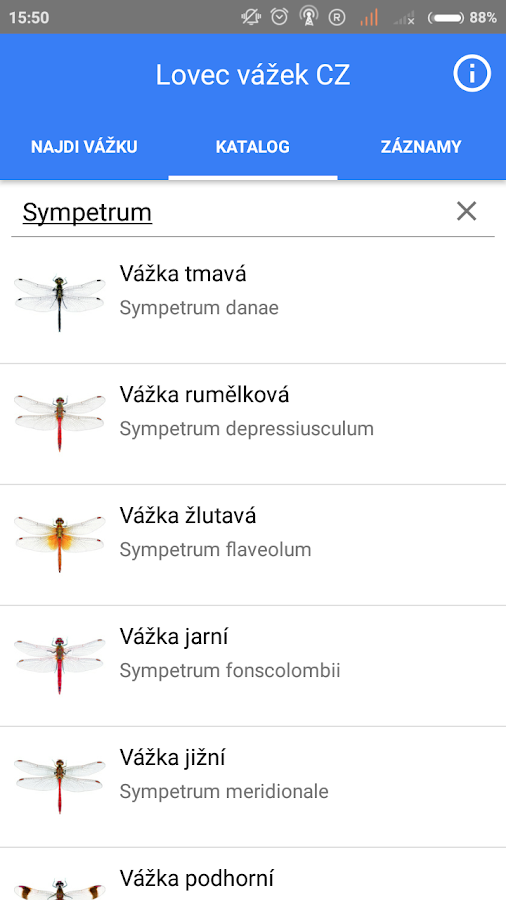 15:50 R 88%
Lovec vážek CZ
NAJDI VÁŽKU KATALOG ZÁZNAMY
Sympetrum
Vážka tmavá
Sympetrum danae
Vážka rumělková
Sympetrum depressiusculum
Vážka žlutavá
Sympetrum flaveolum
Vážka jarní
Sympetrum fonscolombii
Vážka jižní
Sympetrum meridionale
Vážka podhorní